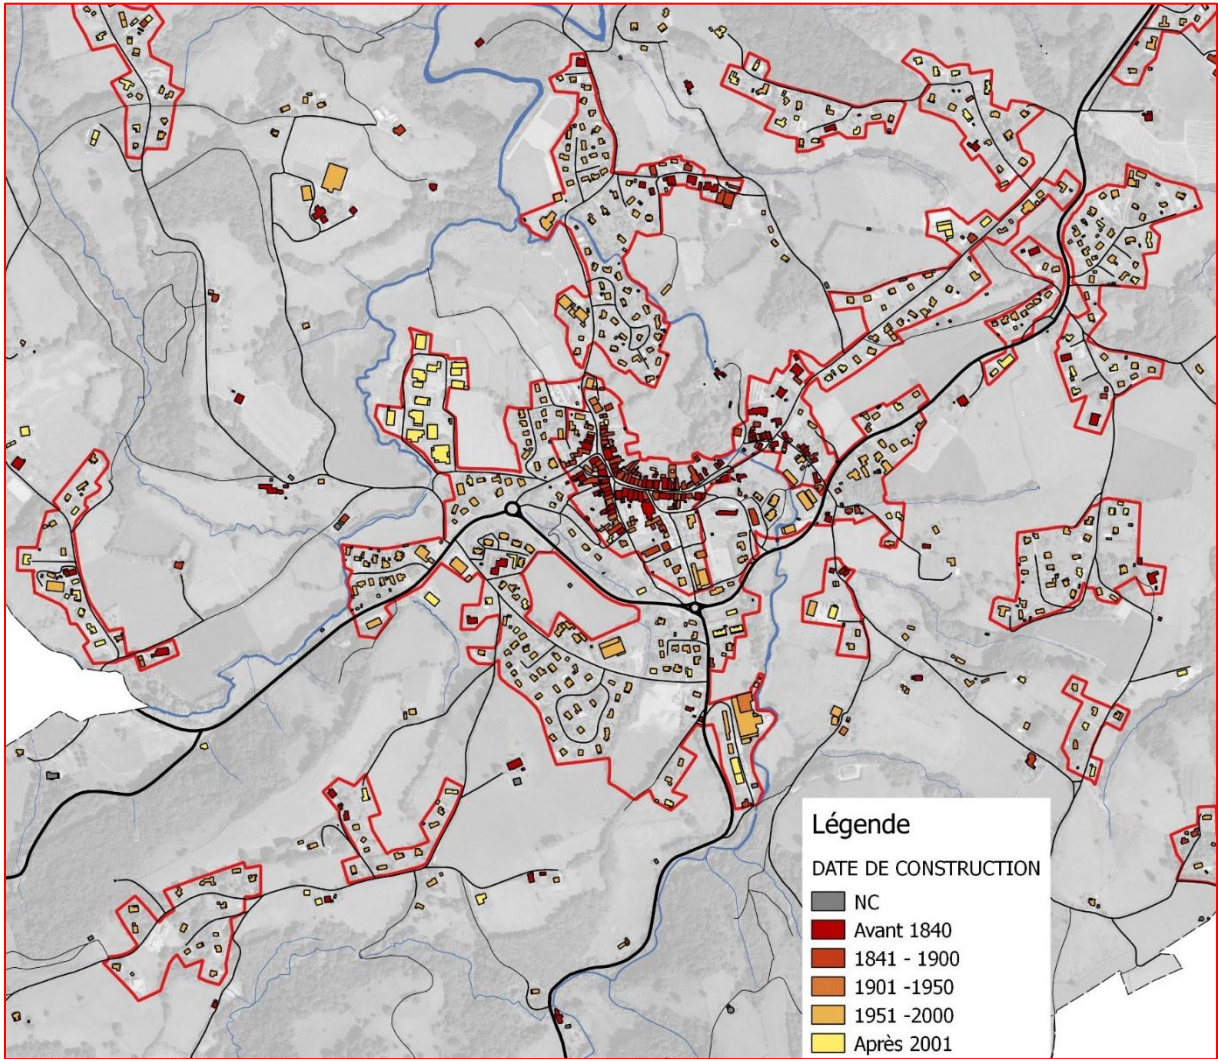 Légende
DATE DE CONSTRUCTION
NC
Avant 1840
1841 - 1900
1901 -1950
1951 -2000
Après 2001